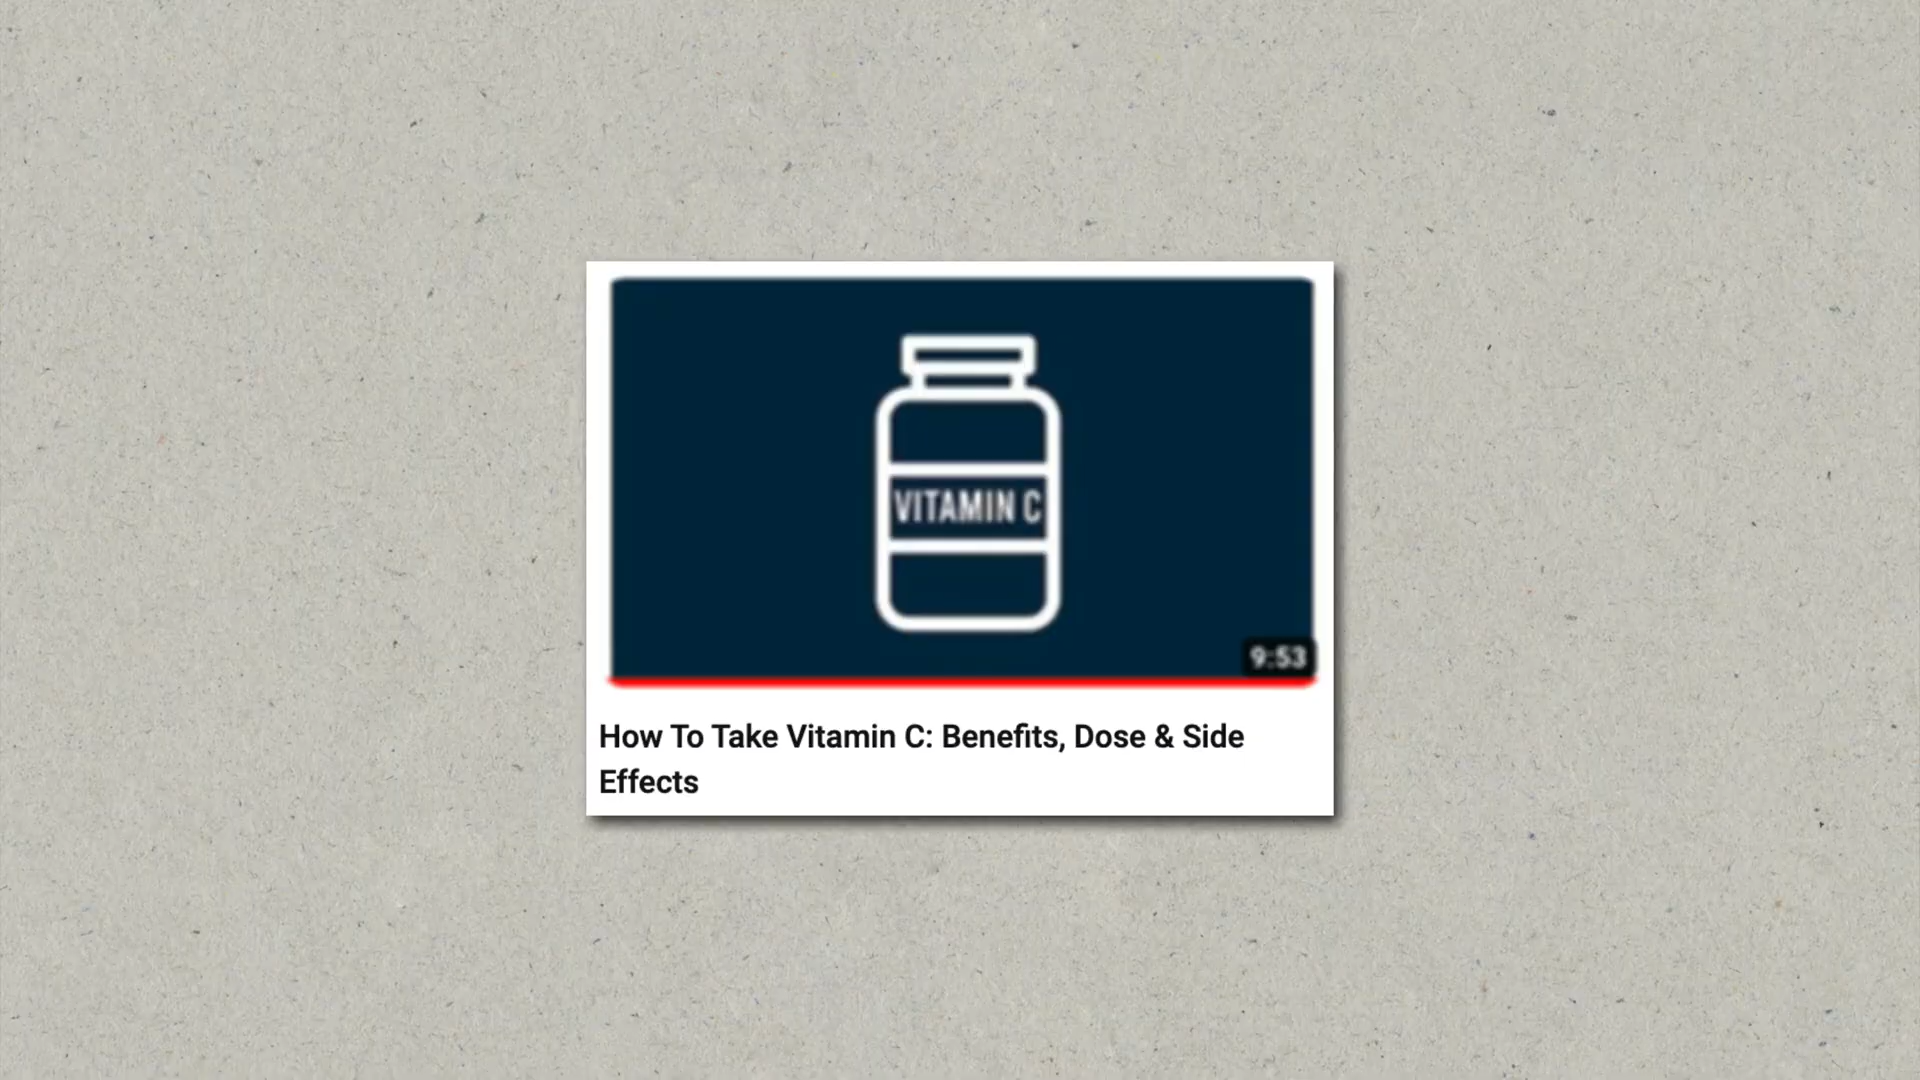 VITAMIN C
9:53
How To Take Vitamin C: Benefits, Dose & Side
Effects